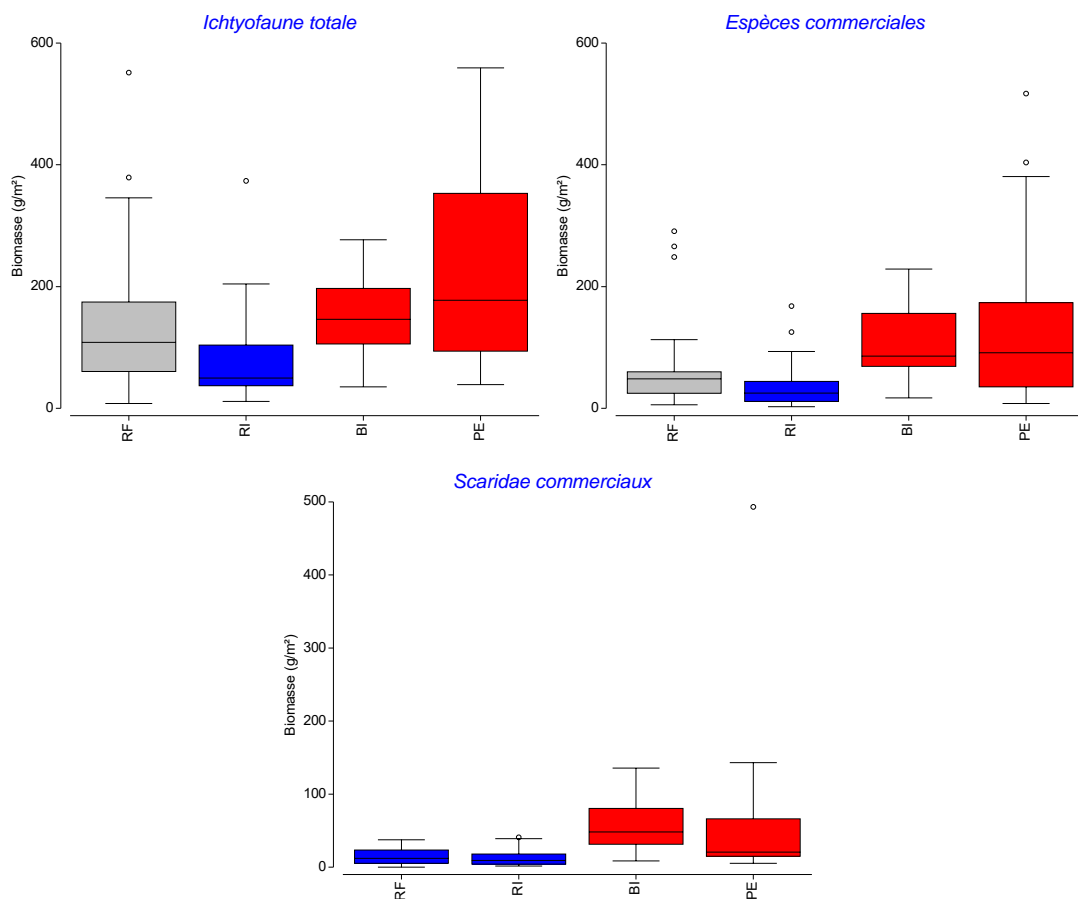 Ichtyofaune totale
Espèces commerciales
600
400
200
0
Biomasse (g/m²)
RF
RI
BI
PE
600
400
200
0
Biomasse (g/m²)
RF
RI
BI
PE
Scaridae commerciaux
500
400
300
200
100
0
Biomasse (g/m²)
RF
RI
BI
PE